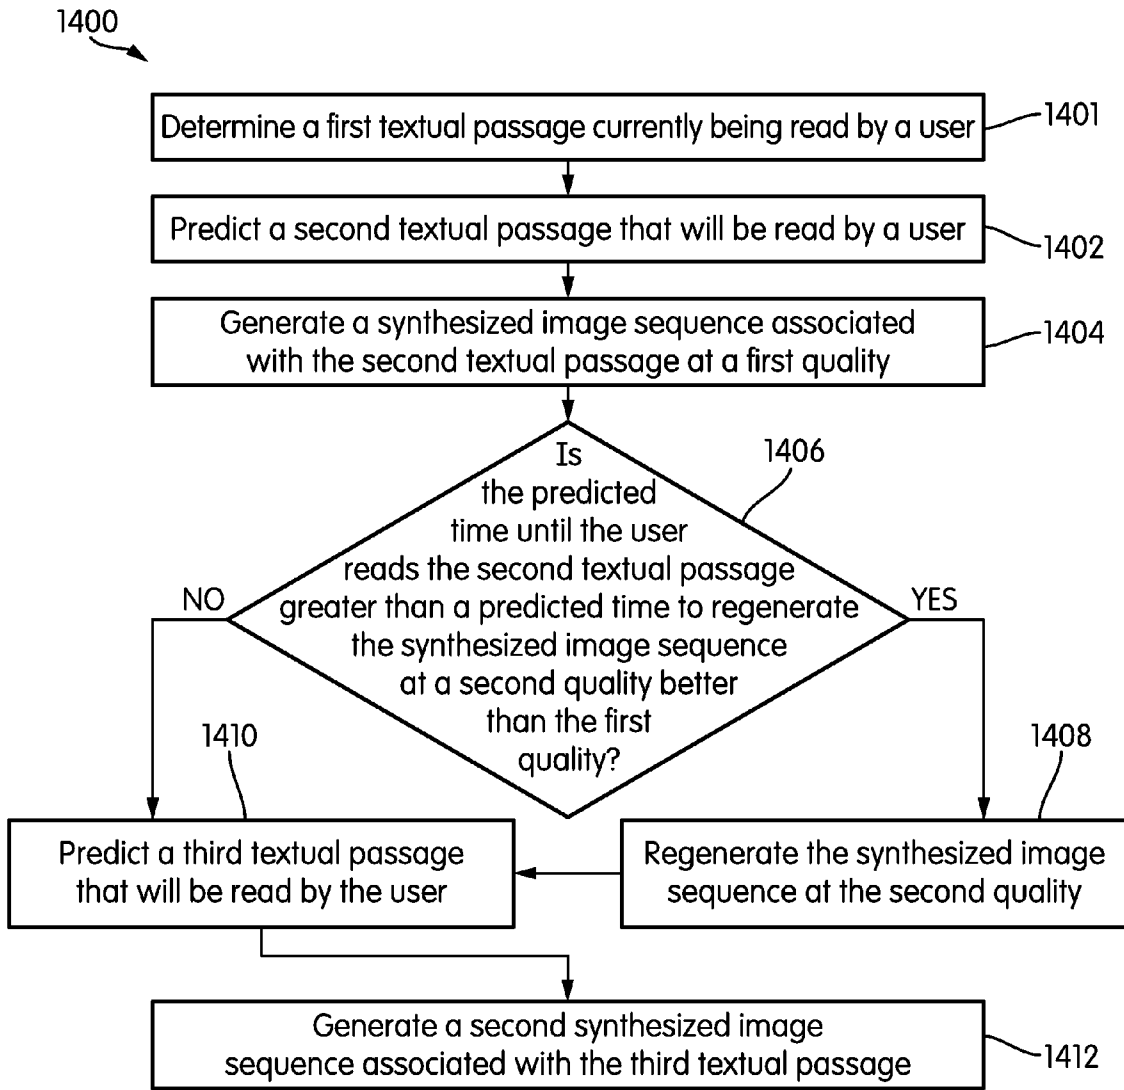 1400
Determine a first textual passage currently being read by a user
1401
Predict a second textual passage that will be read by a user
1402
Generate a synthesized image sequence associated
with the second textual passage at a first quality
1404
Is
the predicted
time until the user
reads the second textual passage
greater than a predicted time to regenerate
the synthesized image sequence
at a second quality better
than the first
quality?
1406
NO
YES
1410
Predict a third textual passage
that will be read by the user
1408
Regenerate the synthesized image
sequence at the second quality
Generate a second synthesized image
sequence associated with the third textual passage
1412